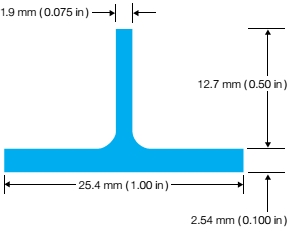 1.9 mm (0.075 in)
12.7 mm (0.50 in)
25.4 mm (1.00 in)
2.54 mm (0.100 in)